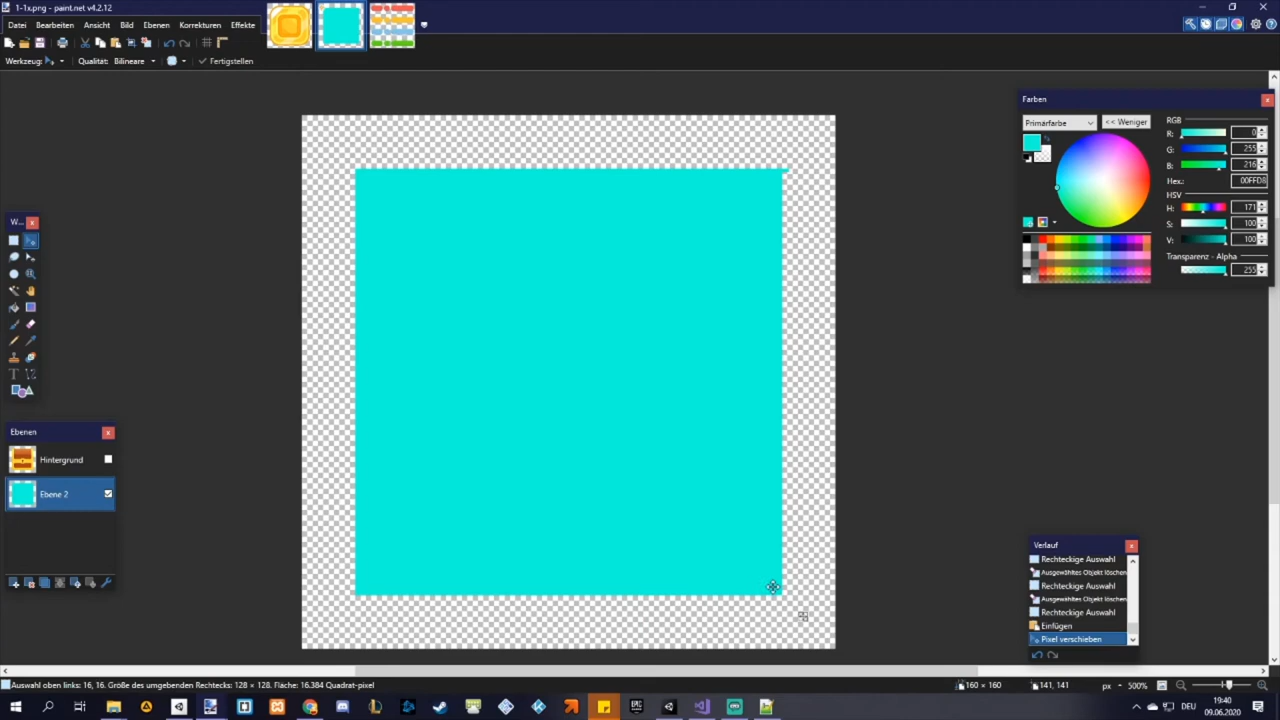 1-1x.png - paint.net v4.2.12
Datei Bearbeiten Ansicht Bild Ebenen Korrekturen Effekte
Werkzeug: Qualität: Bilineare Fertigstellen
Farben
Primärfarbe << Weniger
RGB
R: 0
G: 255
B: 216
Hex: 00FFD8
HSV
H: 171
S: 100
V: 100
Transparenz - Alpha
255
W...
Ebenen
Hintergrund
Ebene 2
Verlauf
Rechteckige Auswahl
Ausgewähltes Objekt löschen
Rechteckige Auswahl
Ausgewähltes Objekt löschen
Rechteckige Auswahl
Einfügen
Pixel verschieben
Auswahl oben links: 16, 16. Größe des umgebenden Rechtecks: 128 × 128. Fläche: 16.384 Quadrat-pixel
160 × 160 141, 141 px 500%
DEU
19:40
09.06.2020